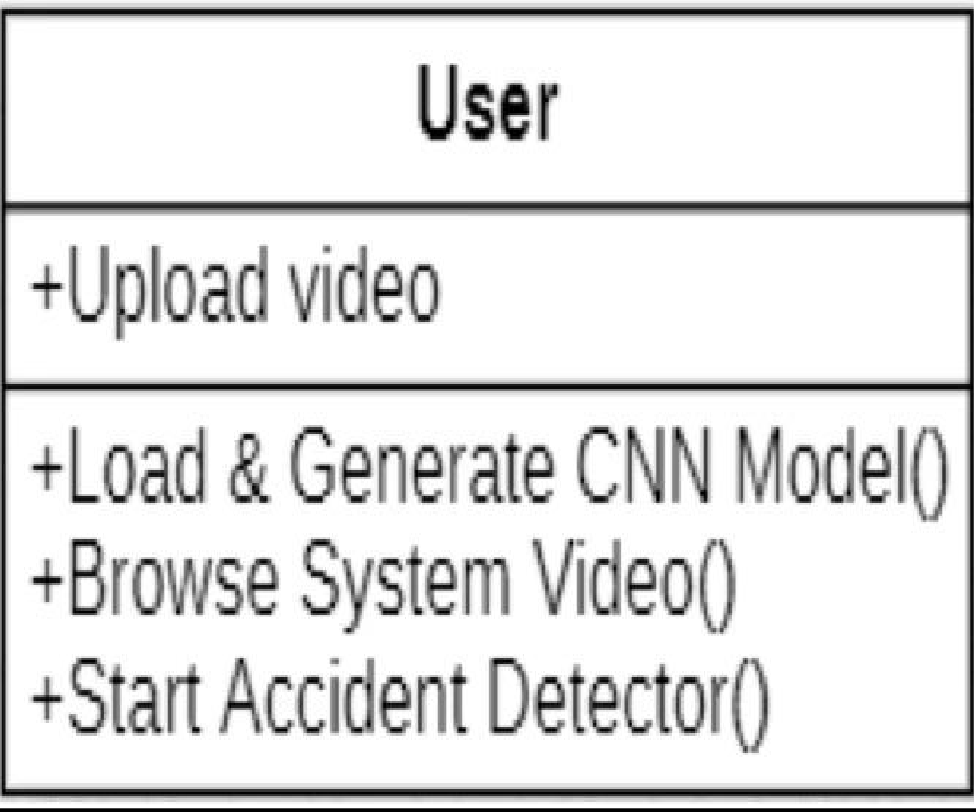 User
+Upload video
+Load & Generate CNN Model()
+Browse System Video()
+Start Accident Detector()